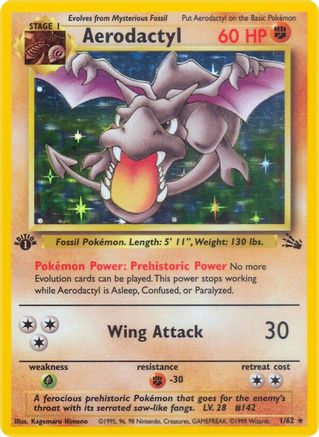 STAGE 1
Evolves from Mysterious Fossil
Put Aerodactyl on the Basic Pokémon
Aerodactyl
60 HP
EDITION
1
Fossil Pokémon. Length: 5' 11", Weight: 130 lbs.
Pokémon Power: Prehistoric Power No more
Evolution cards can be played. This power stops working
while Aerodactyl is Asleep, Confused, or Paralyzed.
Wing Attack 30
weakness
resistance
-30
retreat cost
A ferocious prehistoric Pokémon that goes for the enemy's
throat with its serrated saw-like fangs. LV. 28 #142
Illus. Kagemaru Himeno
©1995, 96, 98 Nintendo, Creatures, GAMEFREAK. ©1999 Wizards.
1/62 ★